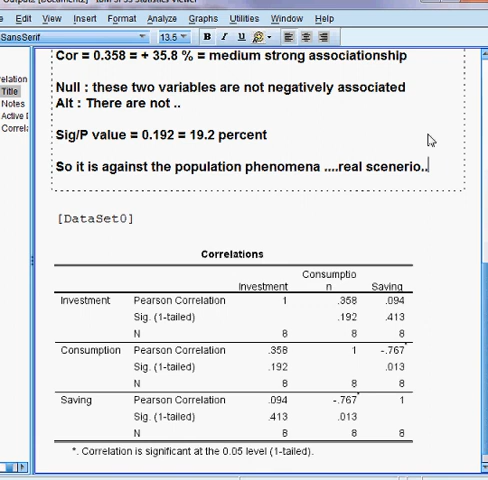 Edit View Insert Format Analyze Graphs Utilities Window Help
SansSerif 13.5 B I U
Cor = 0.358 = + 35.8 % = medium strong associationship
Null : these two variables are not negatively associated
Alt : There are not ..
Sig/P value = 0.192 = 19.2 percent
So it is against the population phenomena ....real scenerio..
relation
Title
Notes
Active D
Correla
[DataSet0]
Correlations
Investment Consumptio n Saving
Investment Pearson Correlation 1 .358 .094
Sig. (1-tailed) .192 .413
N 8 8 8
Consumption Pearson Correlation .358 1 -.767*
Sig. (1-tailed) .192 .013
N 8 8 8
Saving Pearson Correlation .094 -.767* 1
Sig. (1-tailed) .413 .013
N 8 8 8
*. Correlation is significant at the 0.05 level (1-tailed).